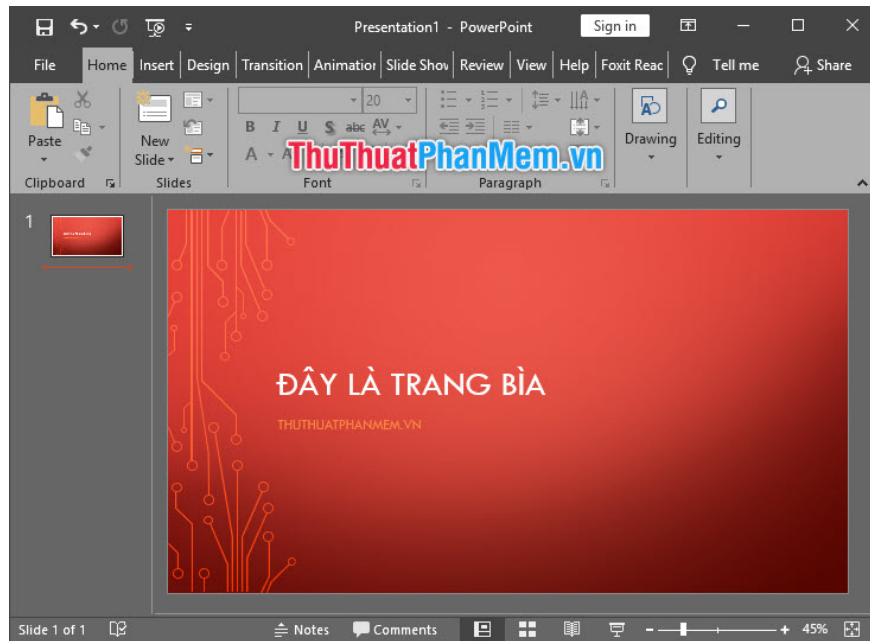 Presentation1 - PowerPoint
Sign in
File Home Insert Design Transition Animation Slide Shov Review View Help Foxit Reac Tell me Share
20
B I U S abc AV
A
Paste
New
Slide
Drawing
Editing
ThuThuatPhanMem.vn
Clipboard Slides Font Paragraph
1
ĐÂY LÀ TRANG BÌA
THUTHUATPHANMEM.VN
Slide 1 of 1 Notes Comments 45%